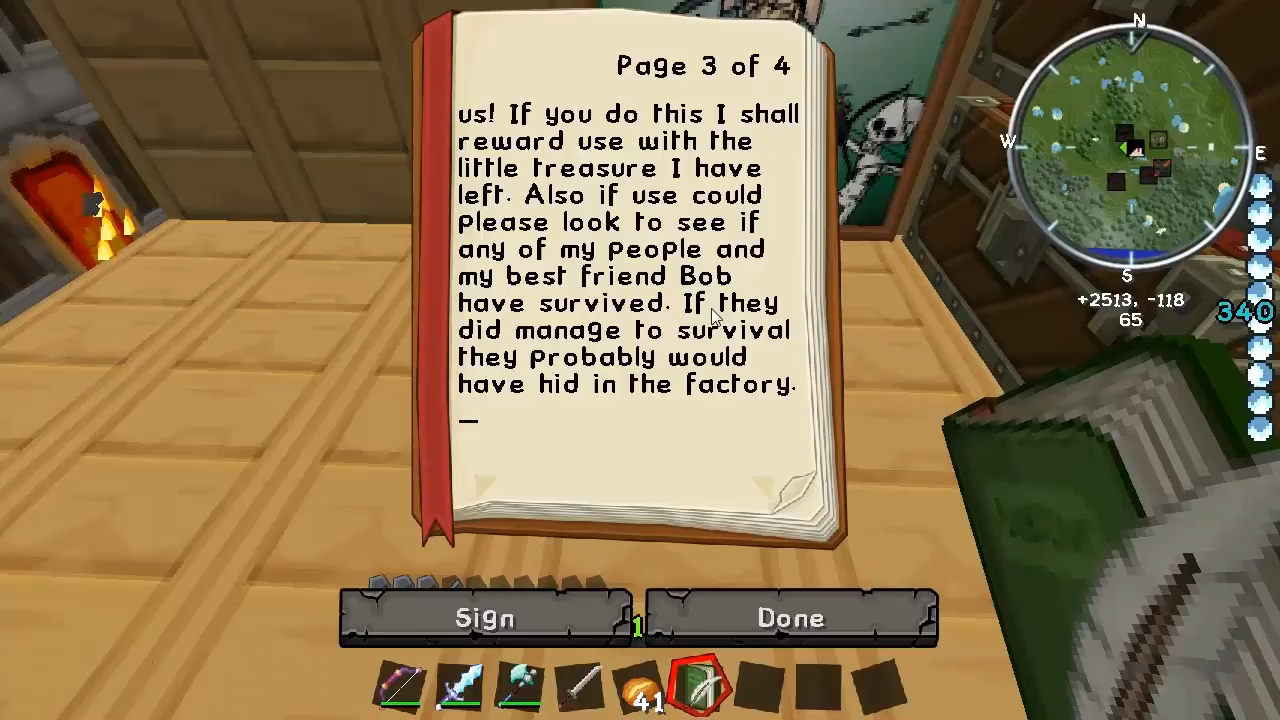 Page 3 of 4
us! If you do this I shall
reward use with the
little treasure I have
left. Also if use could
please look to see if
any of my people and
my best friend Bob
have survived. If they
did manage to survival
they probably would
have hid in the factory.
_
Sign
Done
1
41
N
W
E
S
+2513, -118
65
340